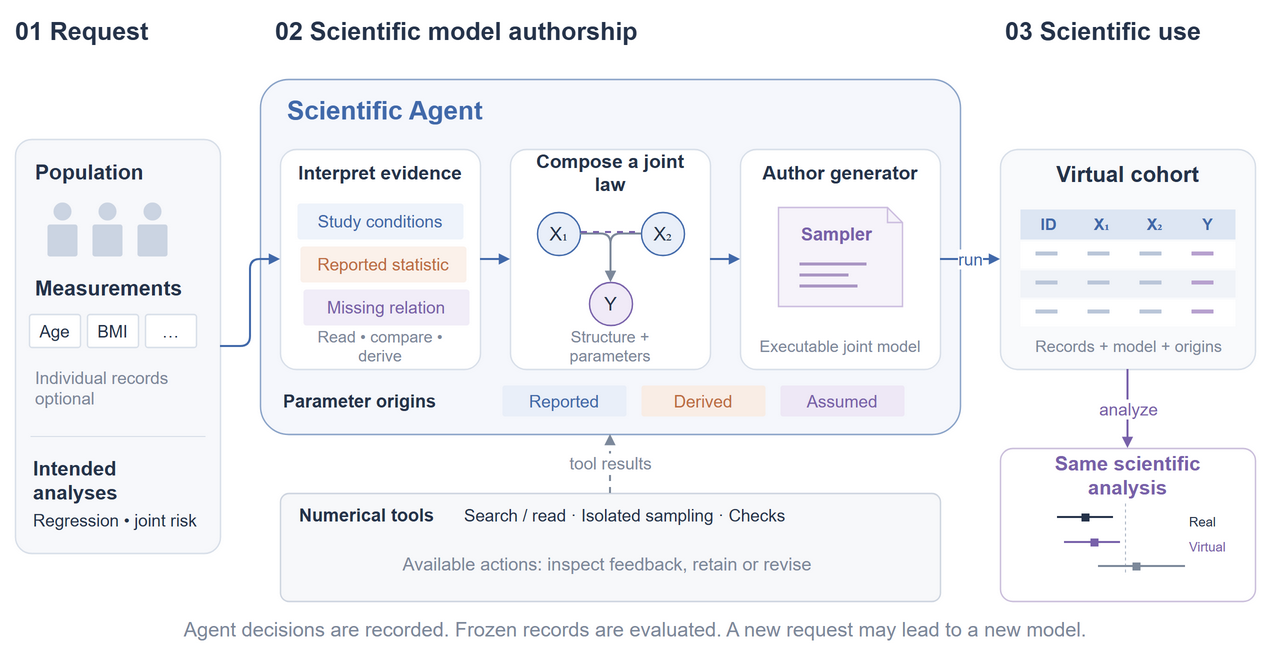 01 Request
02 Scientific model authorship
03 Scientific use
Population
Measurements
Age
BMI
…
Individual records
optional
Intended
analyses
Regression • joint risk
Scientific Agent
Interpret evidence
Study conditions
Reported statistic
Missing relation
Read • compare •
derive
Compose a joint
law
X₁
X₂
Y
Structure +
parameters
Author generator
Sampler
Executable joint model
Parameter origins
Reported
Derived
Assumed
tool results
Numerical tools
Search / read · Isolated sampling · Checks
Available actions: inspect feedback, retain or revise
run
Virtual cohort
ID X₁ X₂ Y
Records + model + origins
analyze
Same scientific
analysis
Real
Virtual
Agent decisions are recorded. Frozen records are evaluated. A new request may lead to a new model.